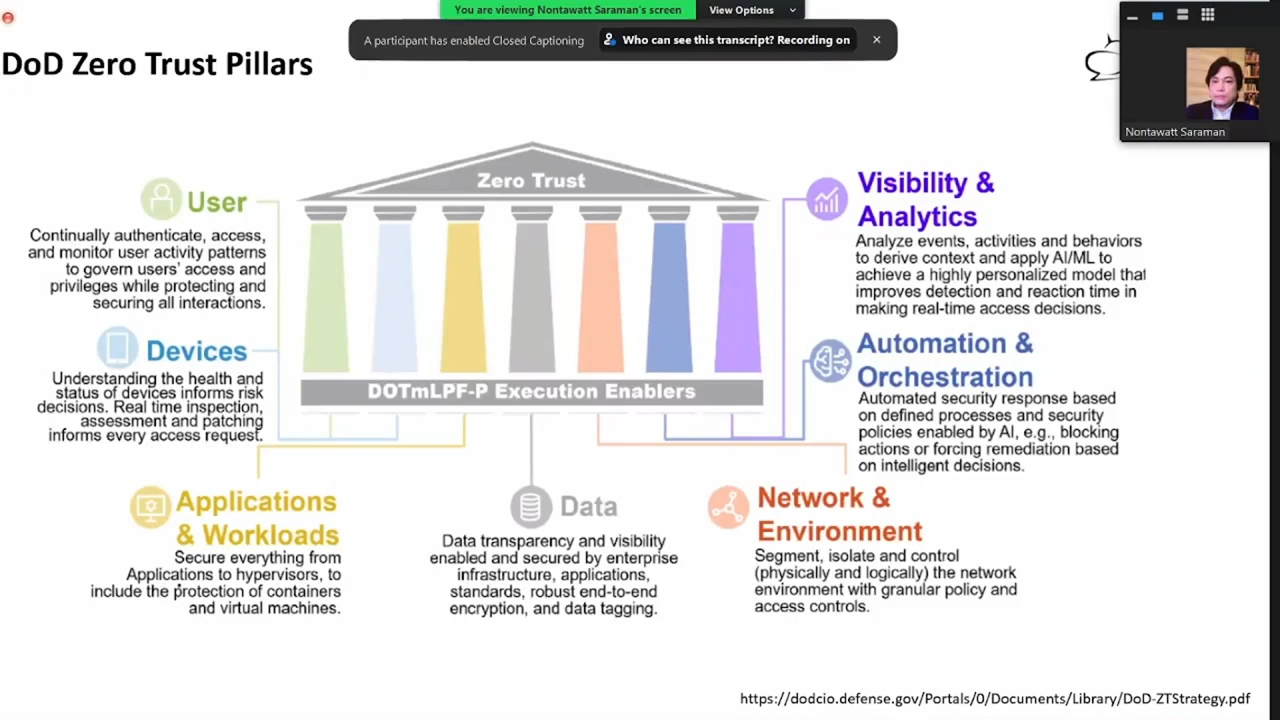 You are viewing Nontawatt Saraman's screen
View Options
A participant has enabled Closed Captioning
Who can see this transcript? Recording on
DoD Zero Trust Pillars
Nontawatt Saraman
Zero Trust
DOTmLPF-P Execution Enablers
User
Continually authenticate, access,
and monitor user activity patterns
to govern users' access and
privileges while protecting and
securing all interactions.
Devices
Understanding the health and
status of devices informs risk
decisions. Real time inspection,
assessment and patching
informs every access request.
Applications
& Workloads
Secure everything from
Applications to hypervisors, to
include the protection of containers
and virtual machines.
Data
Data transparency and visibility
enabled and secured by enterprise
infrastructure, applications,
standards, robust end-to-end
encryption, and data tagging.
Network &
Environment
Segment, isolate and control
(physically and logically) the network
environment with granular policy and
access controls.
Automation &
Orchestration
Automated security response based
on defined processes and security
policies enabled by AI, e.g., blocking
actions or forcing remediation based
on intelligent decisions.
Visibility &
Analytics
Analyze events, activities and behaviors
to derive context and apply AI/ML to
achieve a highly personalized model that
improves detection and reaction time in
making real-time access decisions.
https://dodcio.defense.gov/Portals/0/Documents/Library/DoD-ZTStrategy.pdf